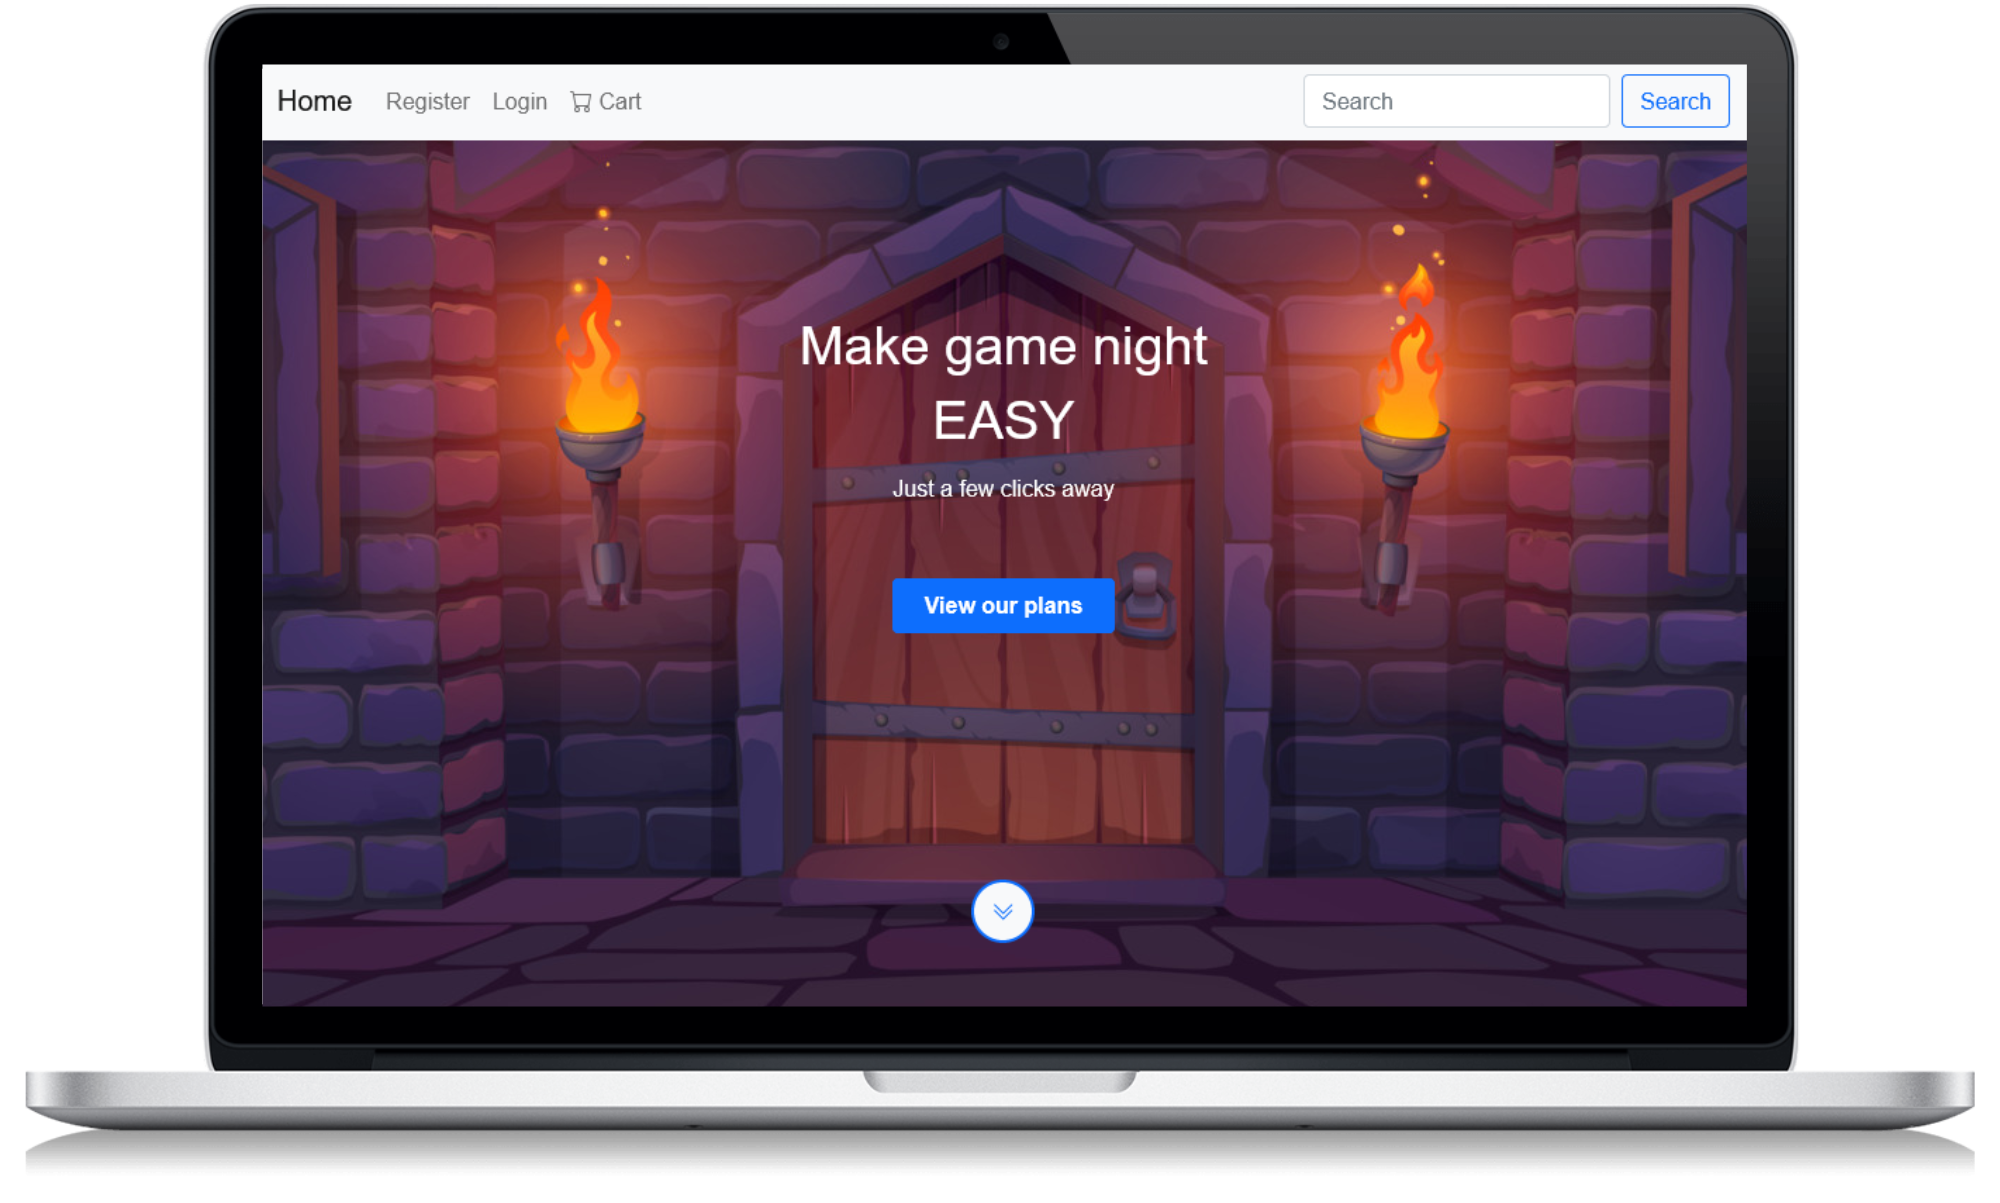 Home Register Login Cart Search Search
Make game night
EASY
Just a few clicks away
View our plans